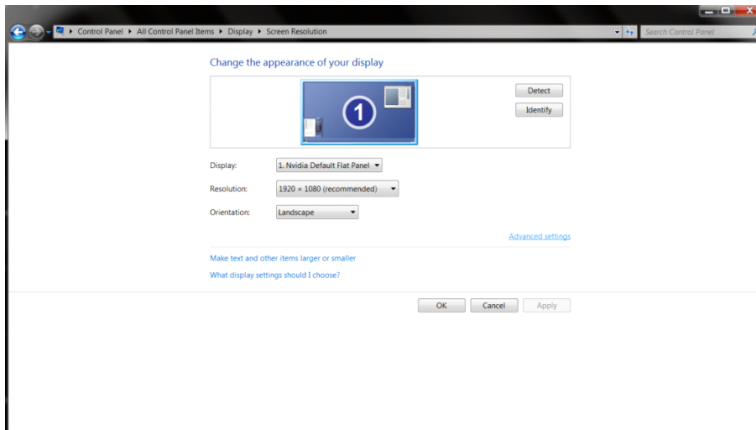 Control Panel ▸ All Control Panel Items ▸ Display ▸ Screen Resolution
Search Control Panel
Change the appearance of your display
1
Detect
Identify
Display: 1. Nvidia Default Flat Panel
Resolution: 1920 × 1080 (recommended)
Orientation: Landscape
Advanced settings
Make text and other items larger or smaller
What display settings should I choose?
OK Cancel Apply